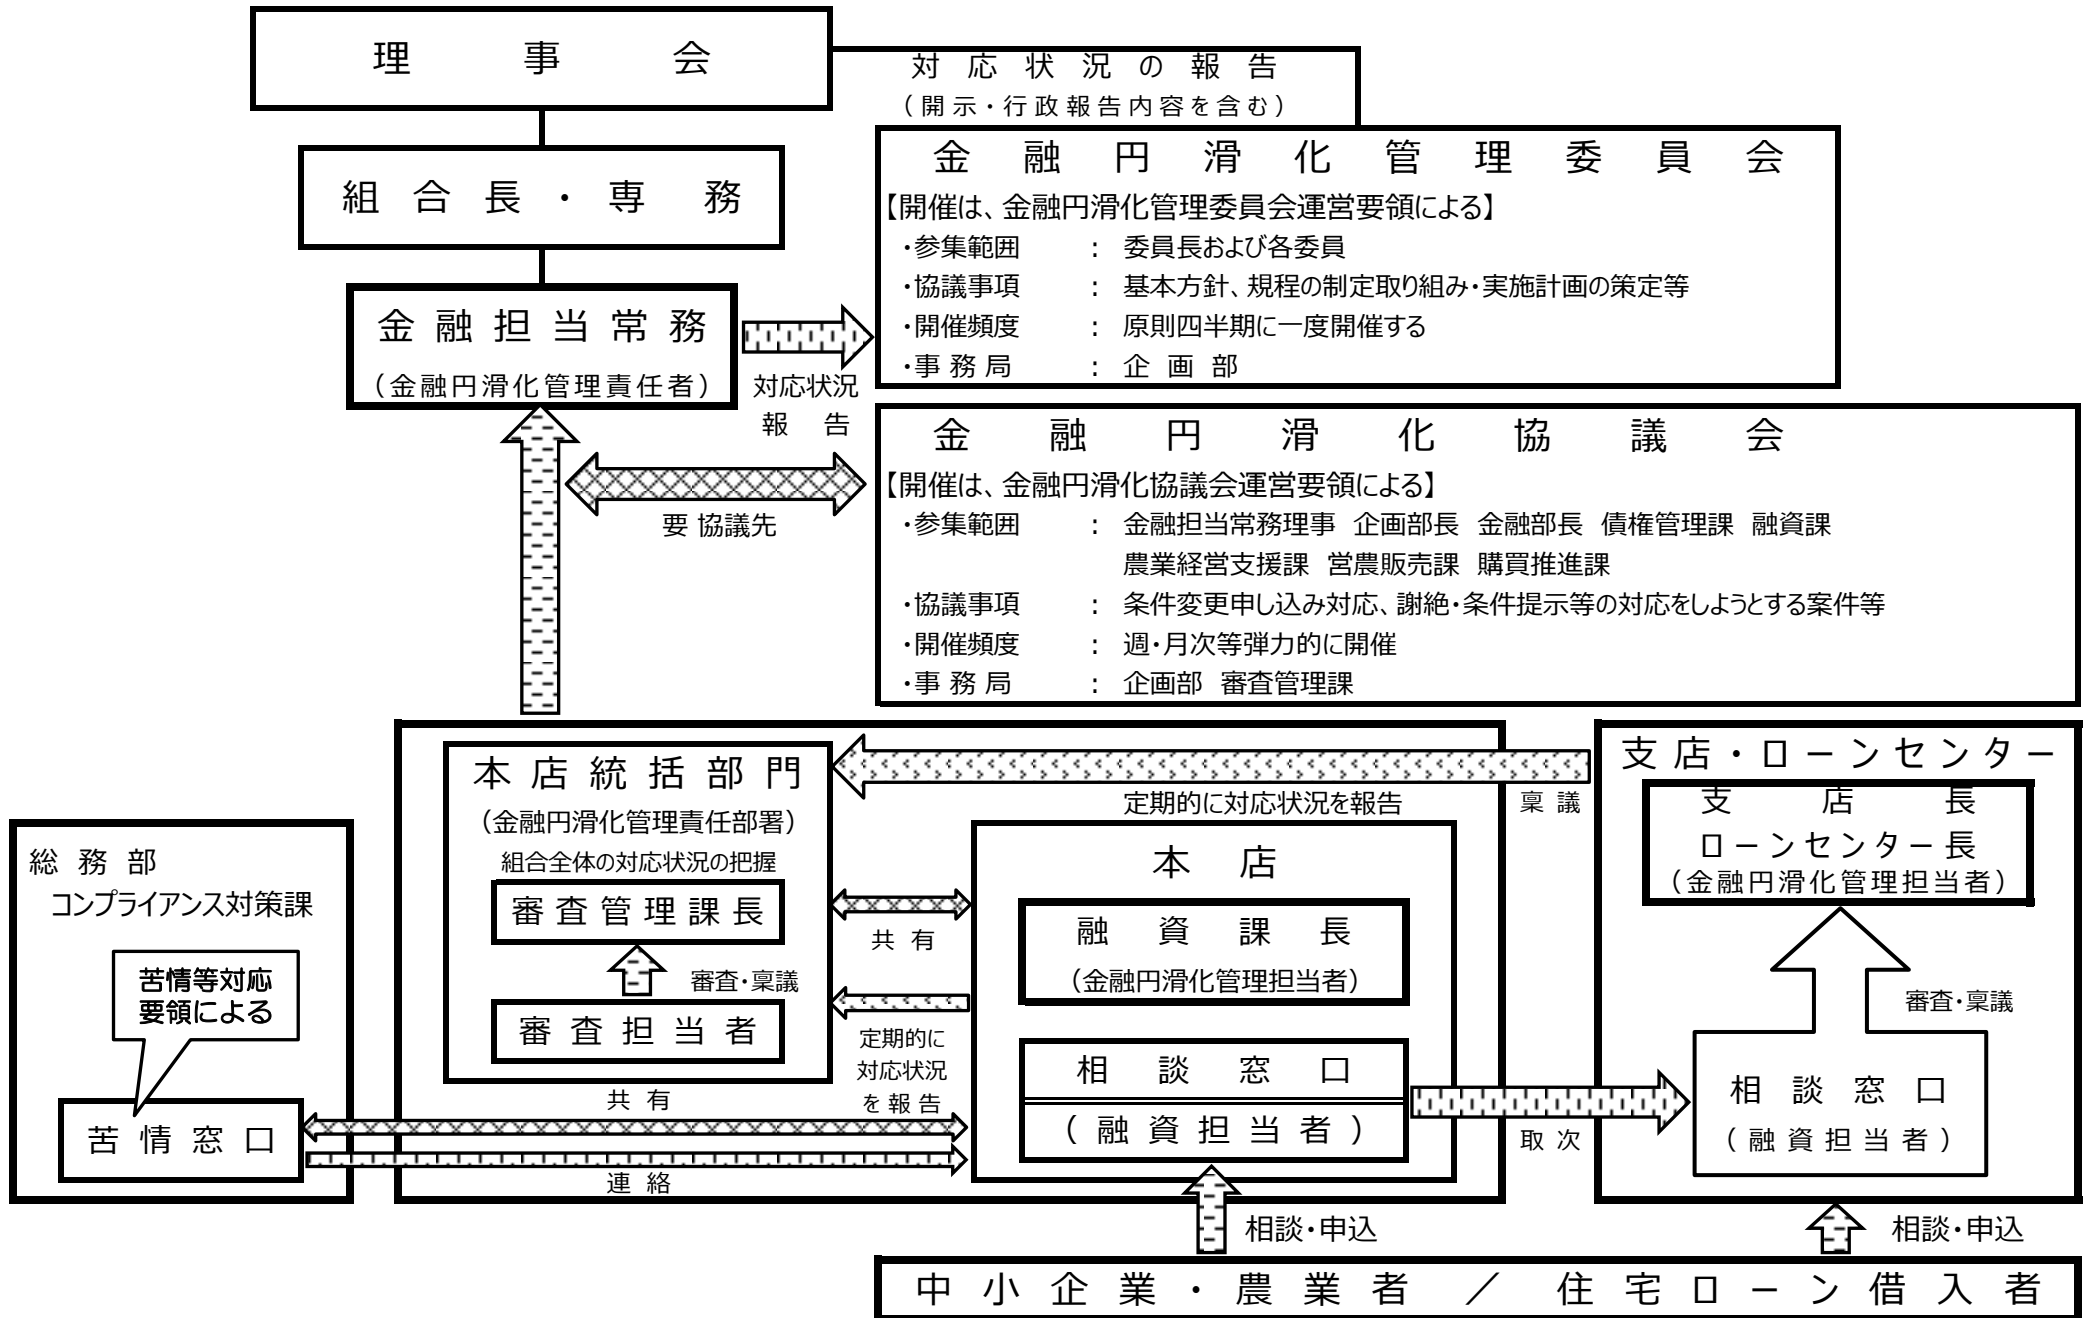 理事会
対応状況の報告
（開示・行政報告内容を含む）
組合長・専務
金融担当常務
（金融円滑化管理責任者）
対応状況
報告
金融円滑化管理委員会
【開催は、金融円滑化管理委員会運営要領による】
・参集範囲 ： 委員長および各委員
・協議事項 ： 基本方針、規程の制定取り組み・実施計画の策定等
・開催頻度 ： 原則四半期に一度開催する
・事務局 ： 企画部
要 協議先
金融円滑化協議会
【開催は、金融円滑化協議会運営要領による】
・参集範囲 ： 金融担当常務理事 企画部長 金融部長 債権管理課 融資課
農業経営支援課 営農販売課 購買推進課
・協議事項 ： 条件変更申し込み対応、謝絶・条件提示等の対応をしようとする案件等
・開催頻度 ： 週・月次等弾力的に開催
・事務局 ： 企画部 審査管理課
本店統括部門
（金融円滑化管理責任部署）
組合全体の対応状況の把握
審査管理課長
審査・稟議
審査担当者
定期的に対応状況を報告
稟議
共有
定期的に
対応状況
を報告
本店
融資課長
（金融円滑化管理担当者）
相談窓口
（融資担当者）
支店・ローンセンター
支店長
ローンセンター長
（金融円滑化管理担当者）
審査・稟議
相談窓口
（融資担当者）
取次
総務部
コンプライアンス対策課
苦情等対応
要領による
苦情窓口
共有
連絡
相談・申込
相談・申込
中小企業・農業者／住宅ローン借入者